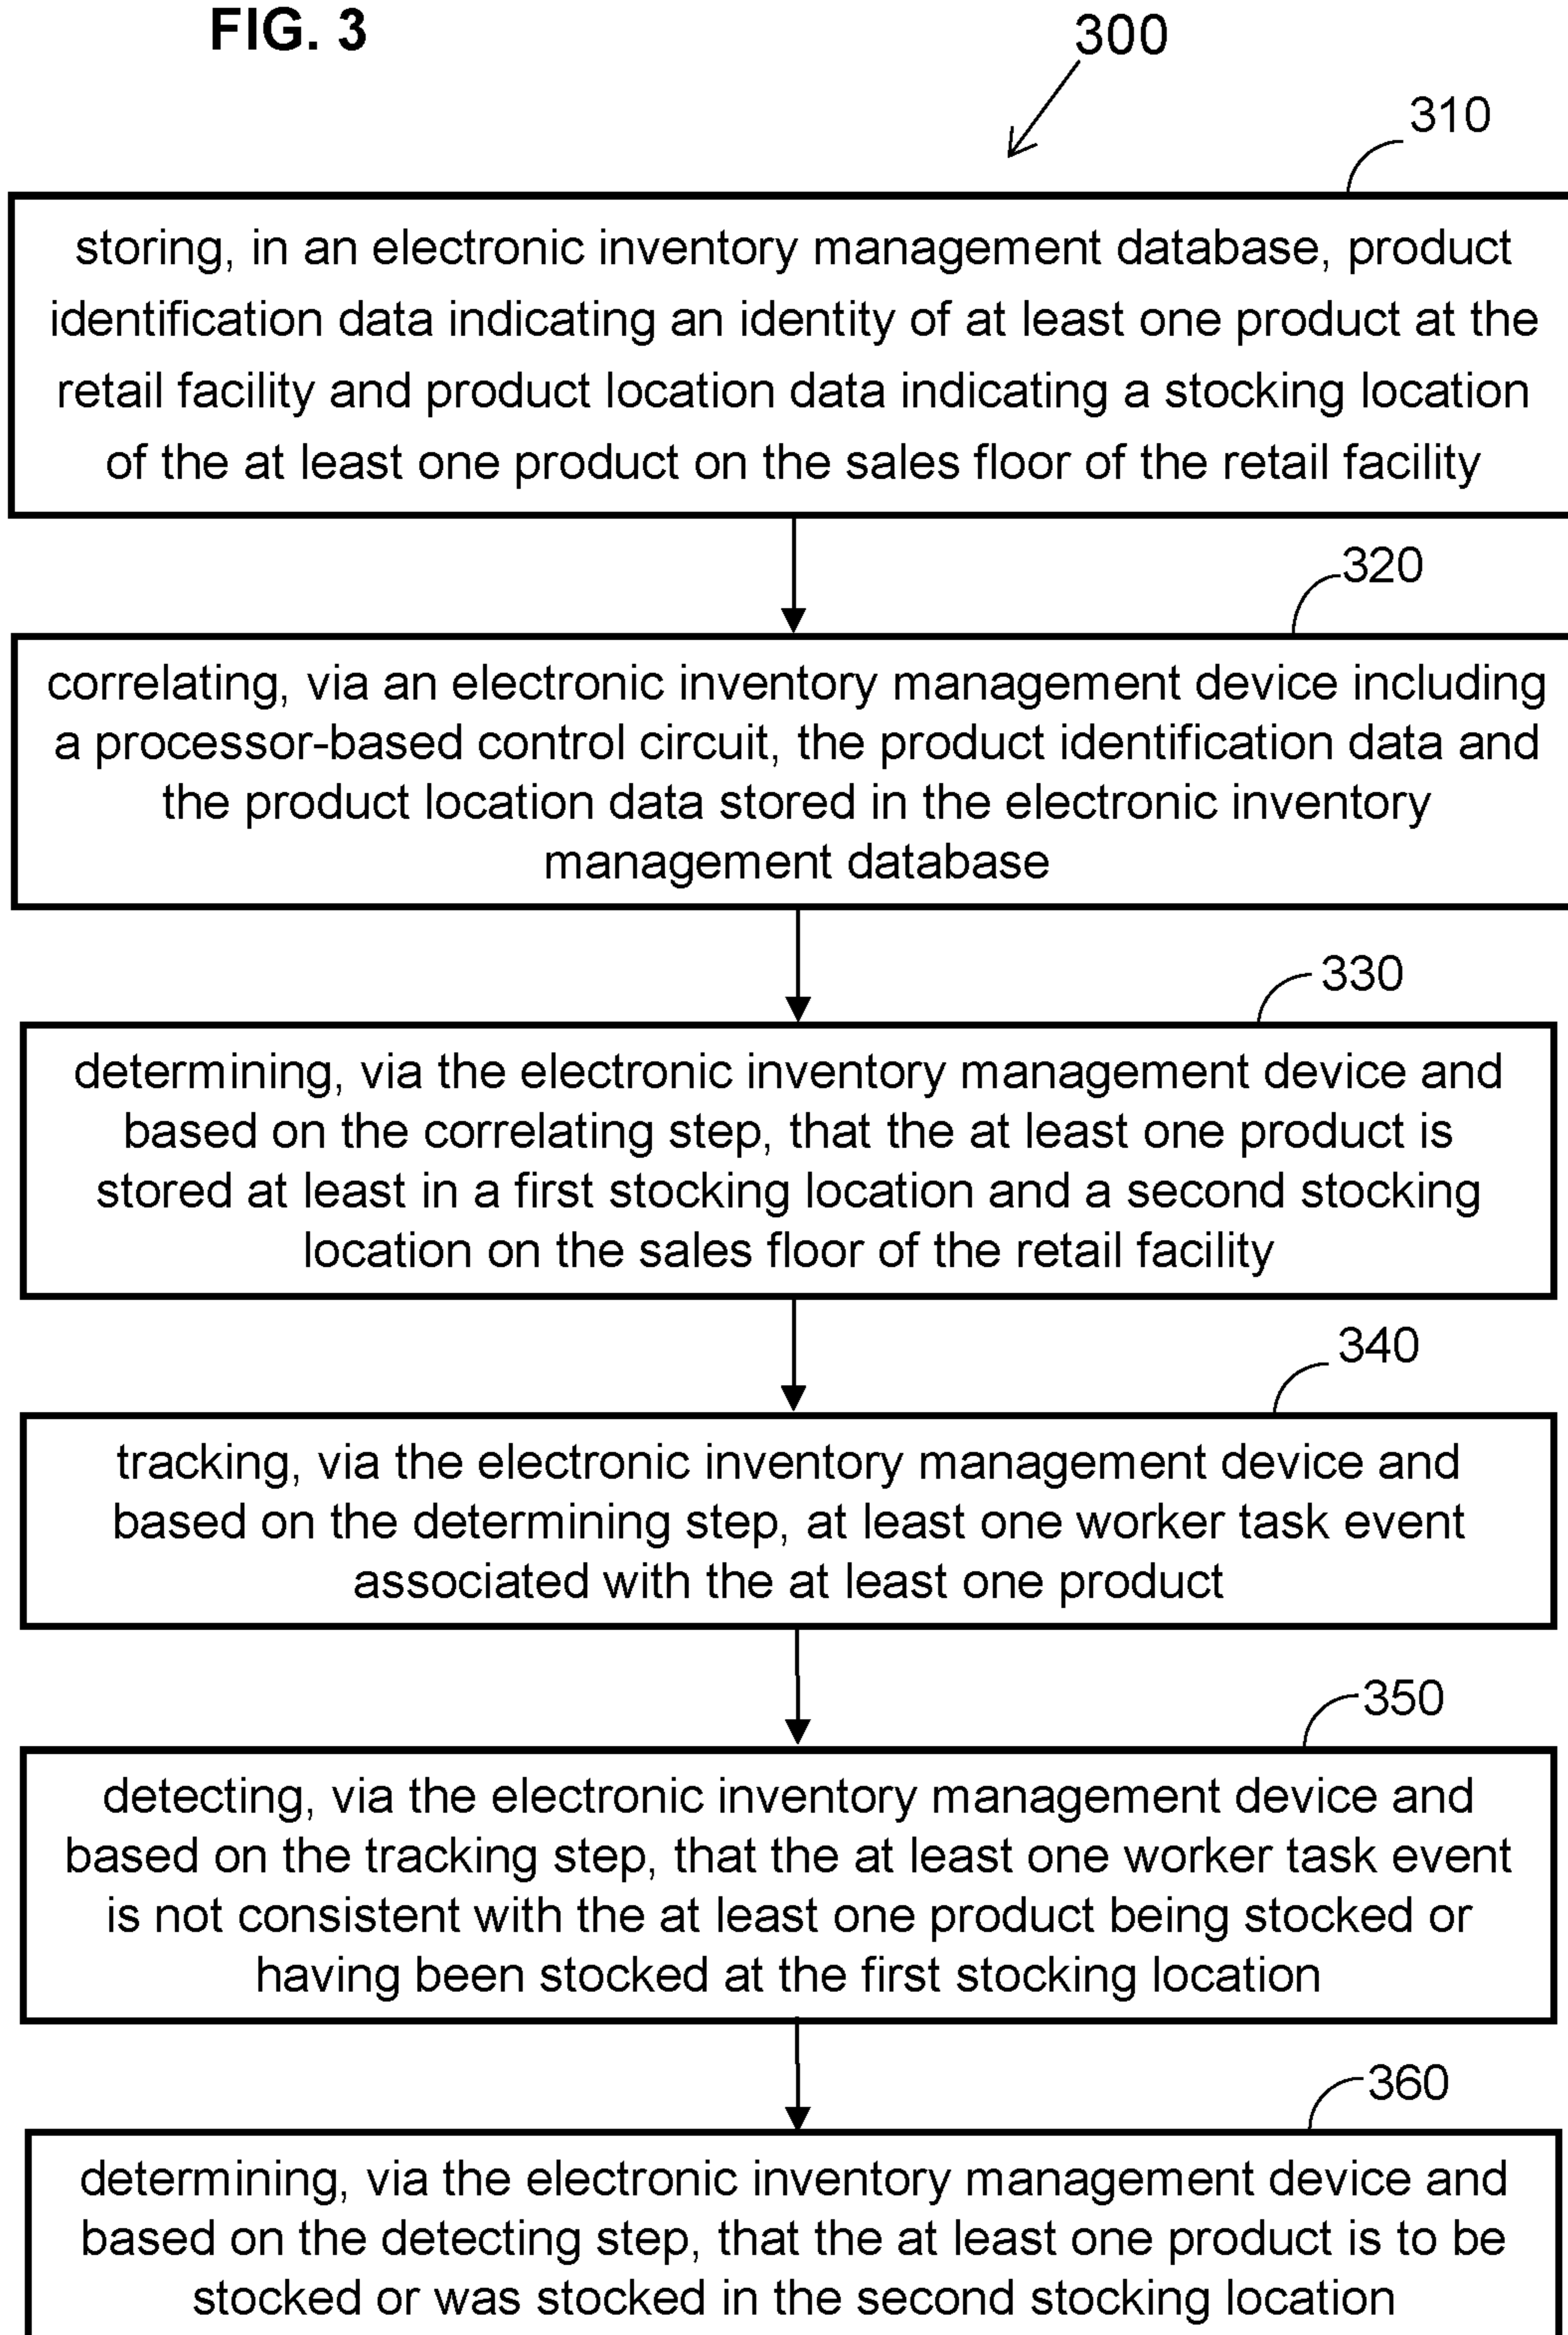 FIG. 3
300
310
storing, in an electronic inventory management database, product
identification data indicating an identity of at least one product at the
retail facility and product location data indicating a stocking location
of the at least one product on the sales floor of the retail facility
320
correlating, via an electronic inventory management device including
a processor-based control circuit, the product identification data and
the product location data stored in the electronic inventory
management database
330
determining, via the electronic inventory management device and
based on the correlating step, that the at least one product is
stored at least in a first stocking location and a second stocking
location on the sales floor of the retail facility
340
tracking, via the electronic inventory management device and
based on the determining step, at least one worker task event
associated with the at least one product
350
detecting, via the electronic inventory management device and
based on the tracking step, that the at least one worker task event
is not consistent with the at least one product being stocked or
having been stocked at the first stocking location
360
determining, via the electronic inventory management device and
based on the detecting step, that the at least one product is to be
stocked or was stocked in the second stocking location